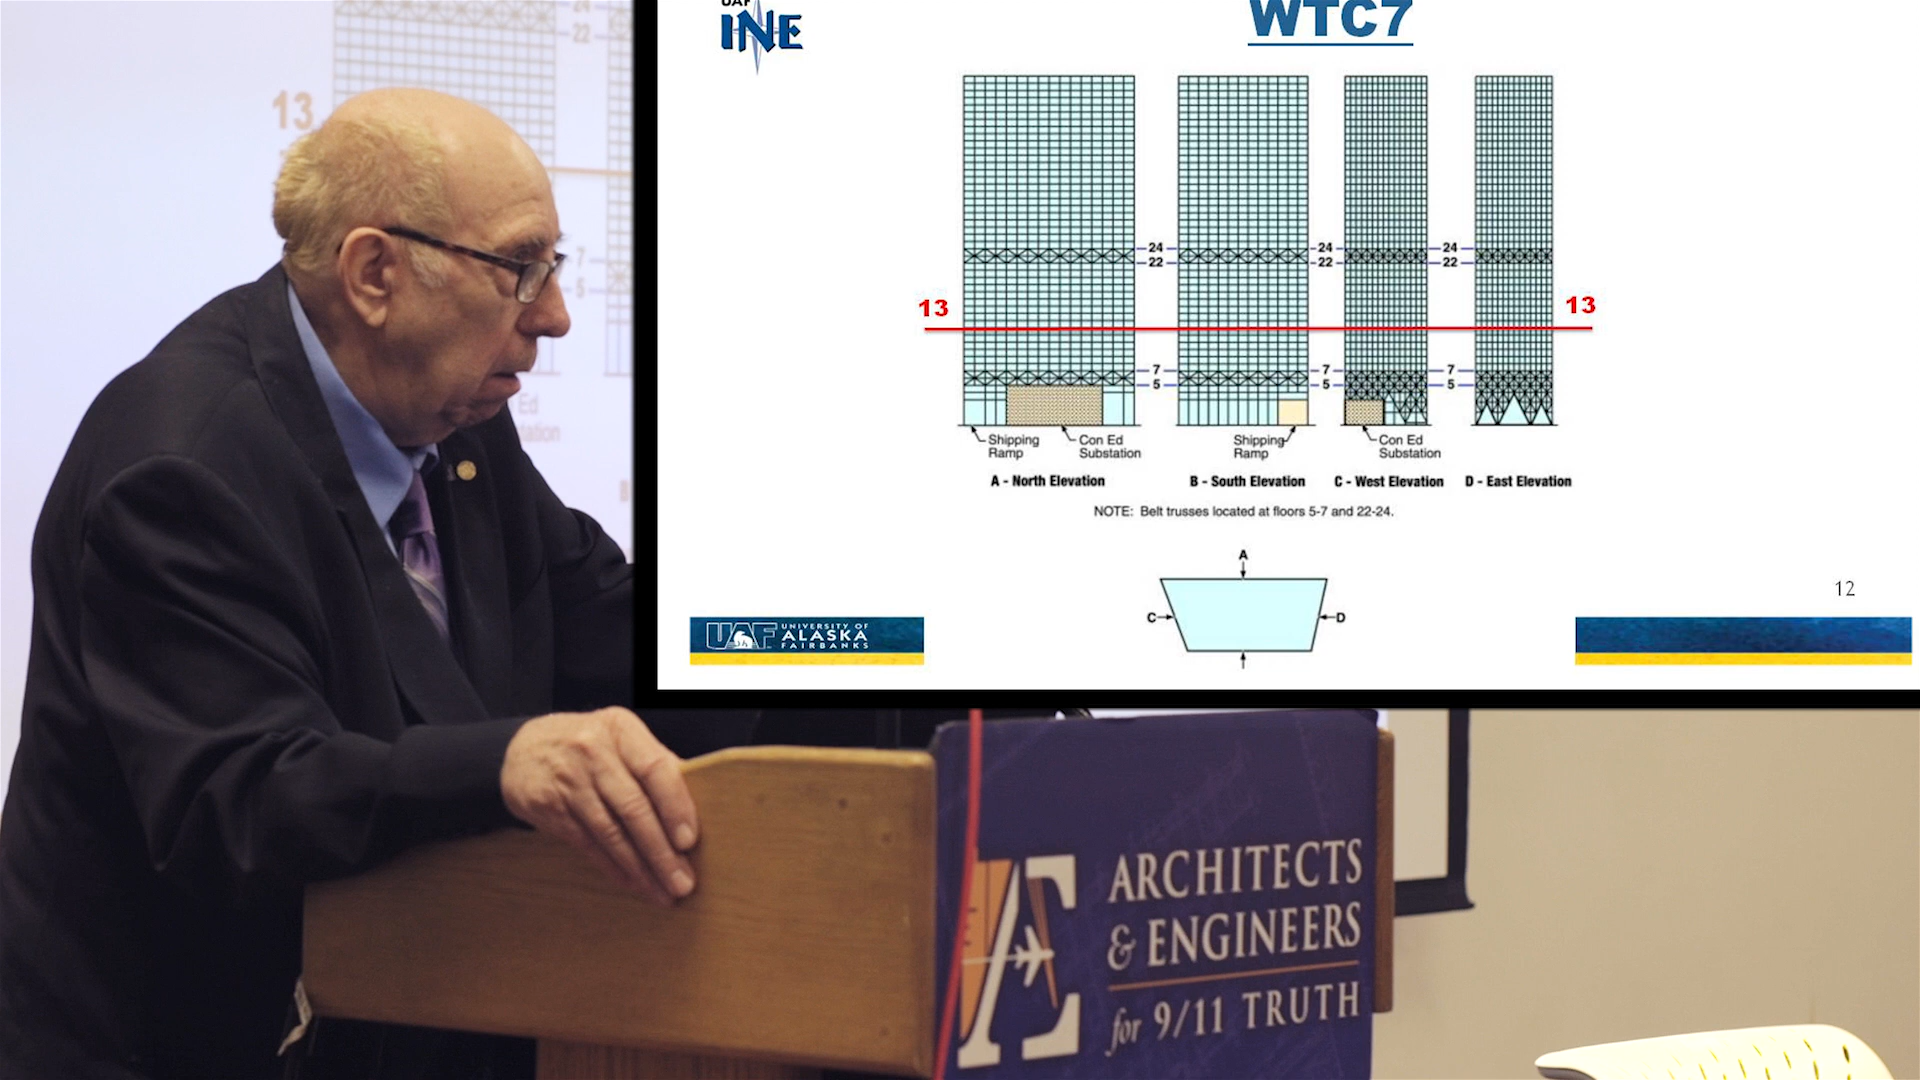 UAF
INE
WTC7
24
22
24
22
24
22
13
13
7
5
7
5
7
5
Shipping
Ramp
Con Ed
Substation
Shipping
Ramp
Con Ed
Substation
A - North Elevation
B - South Elevation
C - West Elevation
D - East Elevation
NOTE: Belt trusses located at floors 5-7 and 22-24.
A
C
D
12
UAF UNIVERSITY OF
ALASKA
FAIRBANKS
24
22
13
7
5
Ed
ARCHITECTS
& ENGINEERS
for 9/11 TRUTH
AE